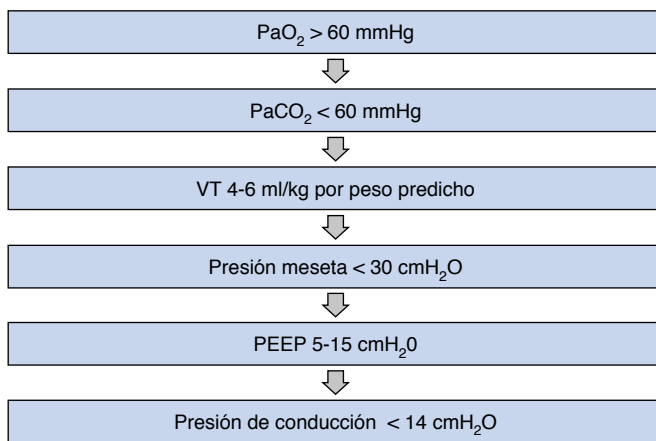 PaO₂ > 60 mmHg
PaCO₂ < 60 mmHg
VT 4-6 ml/kg por peso predicho
Presión meseta < 30 cmH₂O
PEEP 5-15 cmH₂0
Presión de conducción < 14 cmH₂O